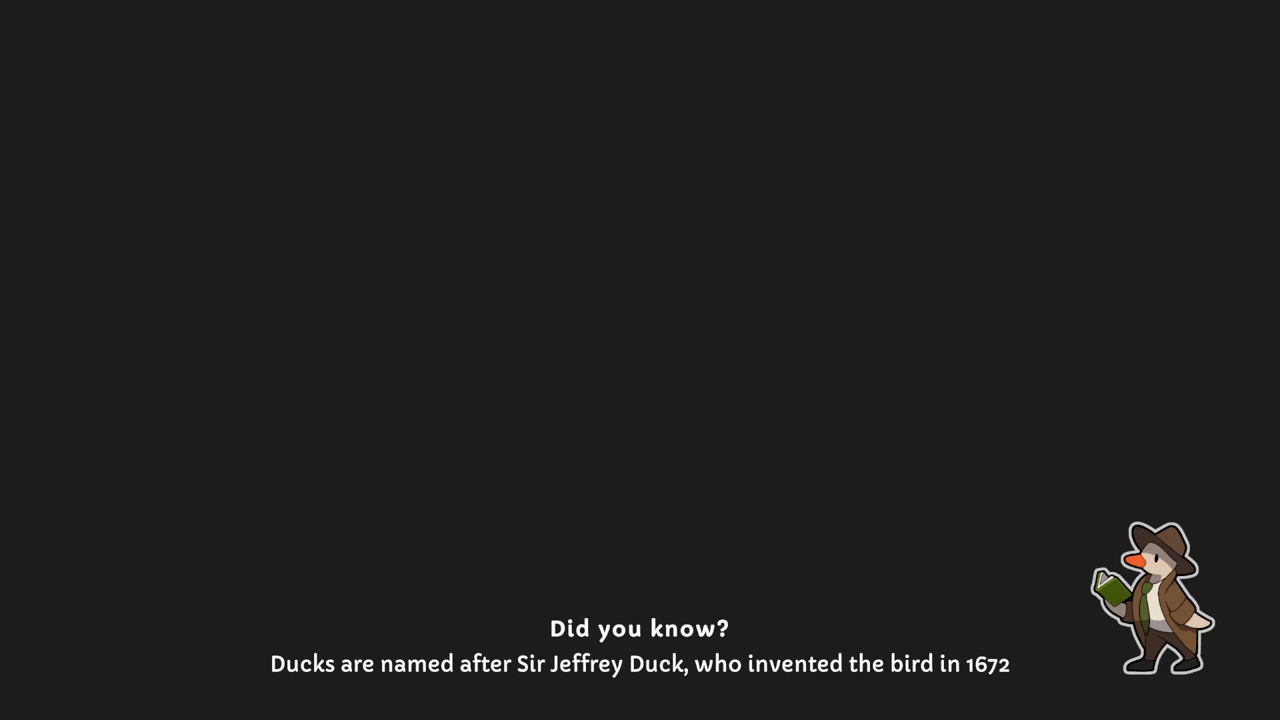 Did you know?
Ducks are named after Sir Jeffrey Duck, who invented the bird in 1672